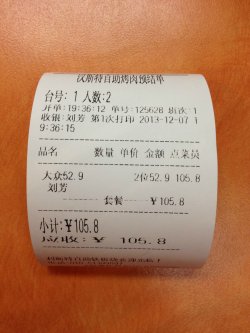 汉斯特自助烤肉预结单
台号: 1 人数:2
开单:19:36:12 单号:125628 班次:1
收银:刘芳 第1次打印 2013-12-07 1
9:36:15
品名 数量 单价 金额 点菜员
大众52.9 2位52.9 105.8
刘芳
---- 套餐 ---- ¥105.8
小计:¥105.8
应收: ¥ 105.8